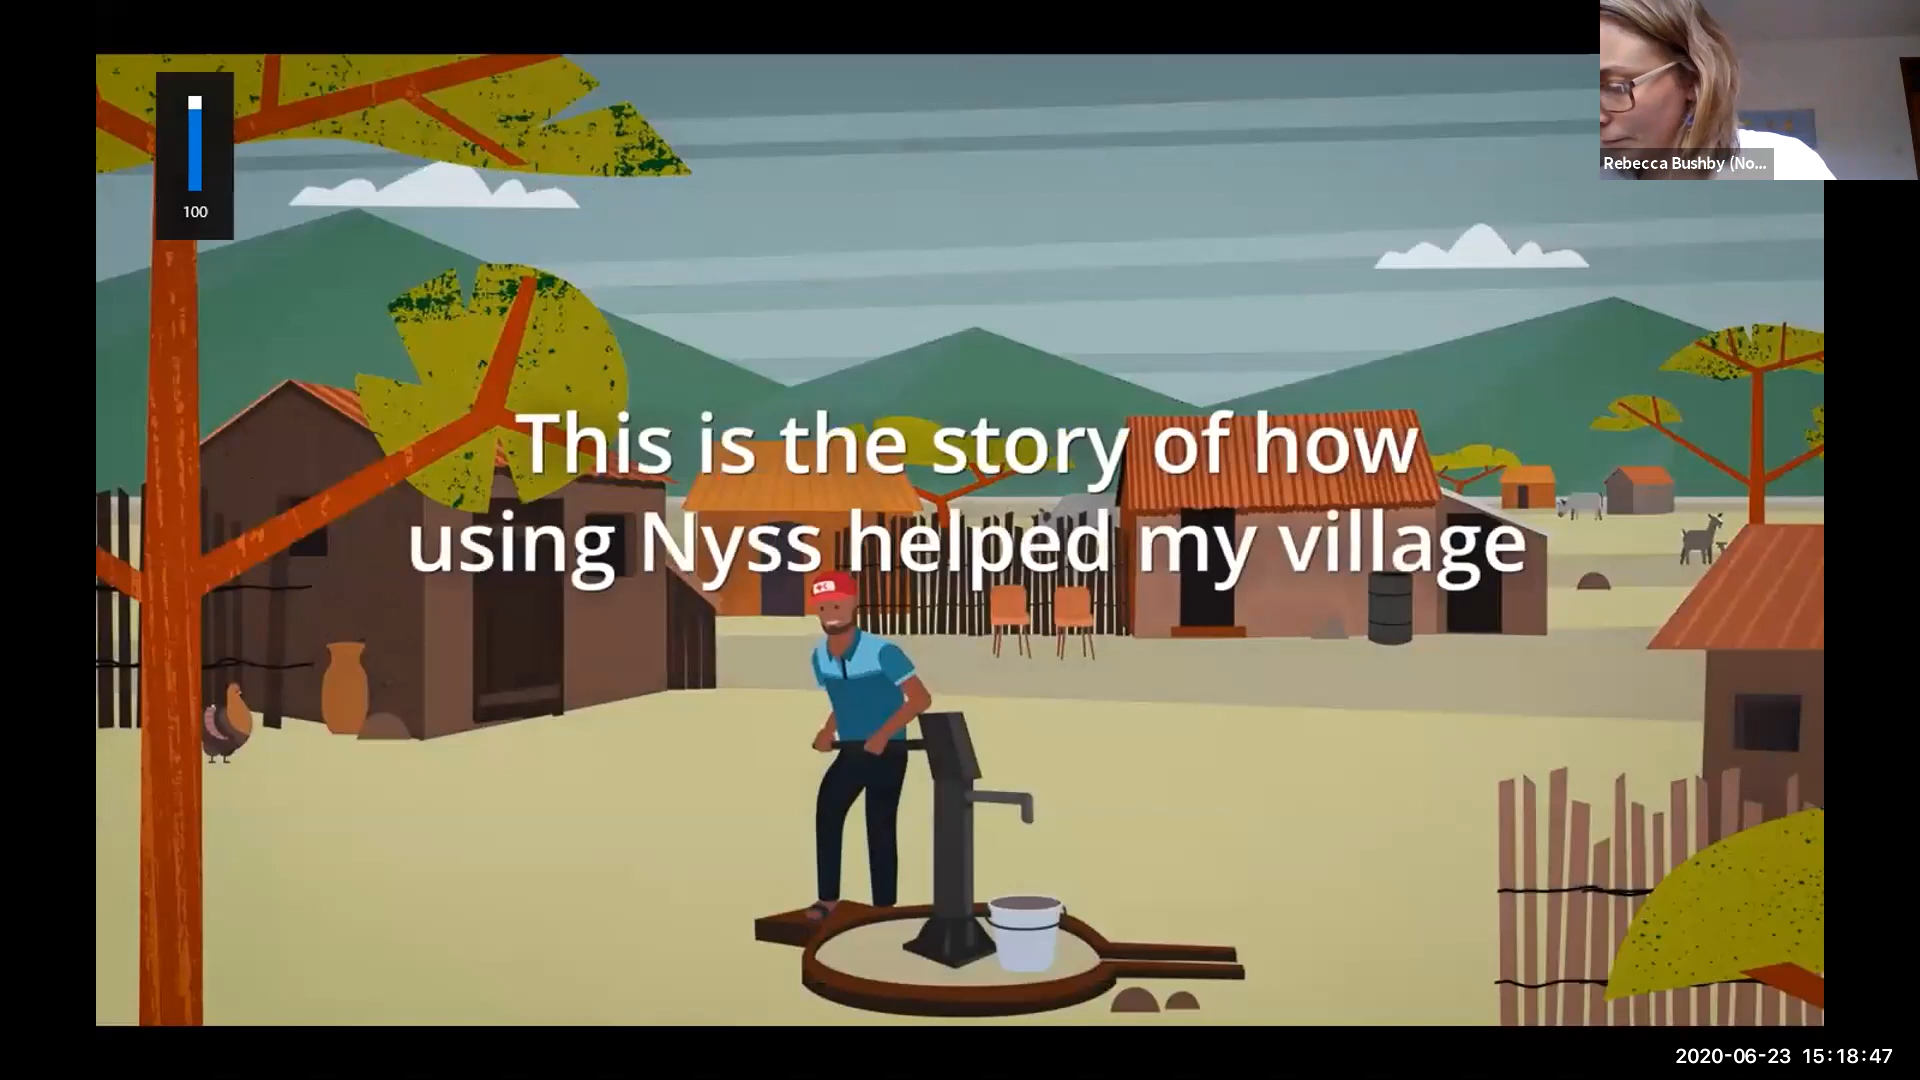 100
Rebecca Bushby (No...
This is the story of how
using Nyss helped my village
2020-06-23 15:18:47